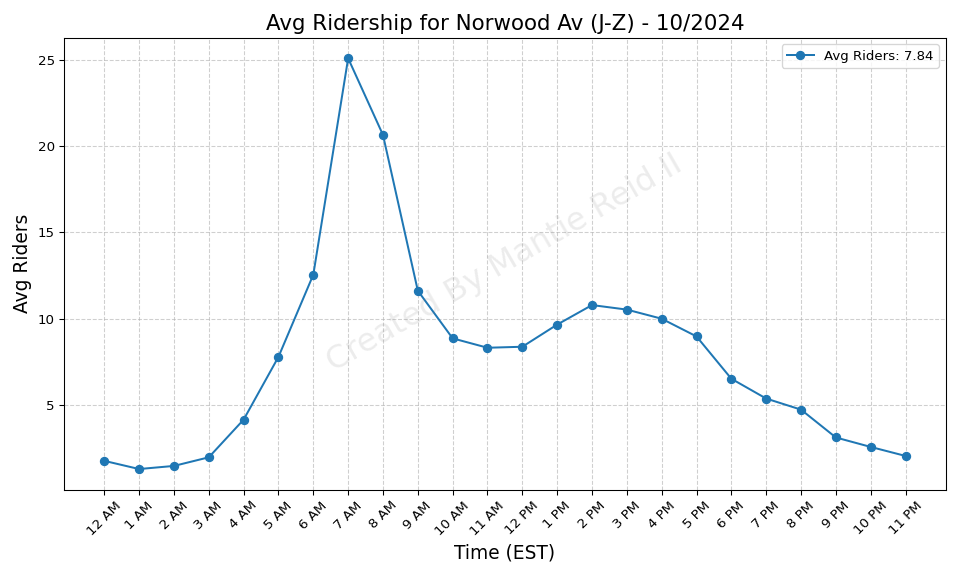 Avg Ridership for Norwood Av (J-Z) - 10/2024
Avg Riders: 7.84
Avg Riders
25
20
15
10
5
Created By Mantie Reid II
12 AM
1 AM
2 AM
3 AM
4 AM
5 AM
6 AM
7 AM
8 AM
9 AM
10 AM
11 AM
12 PM
1 PM
2 PM
3 PM
4 PM
5 PM
6 PM
7 PM
8 PM
9 PM
10 PM
11 PM
Time (EST)